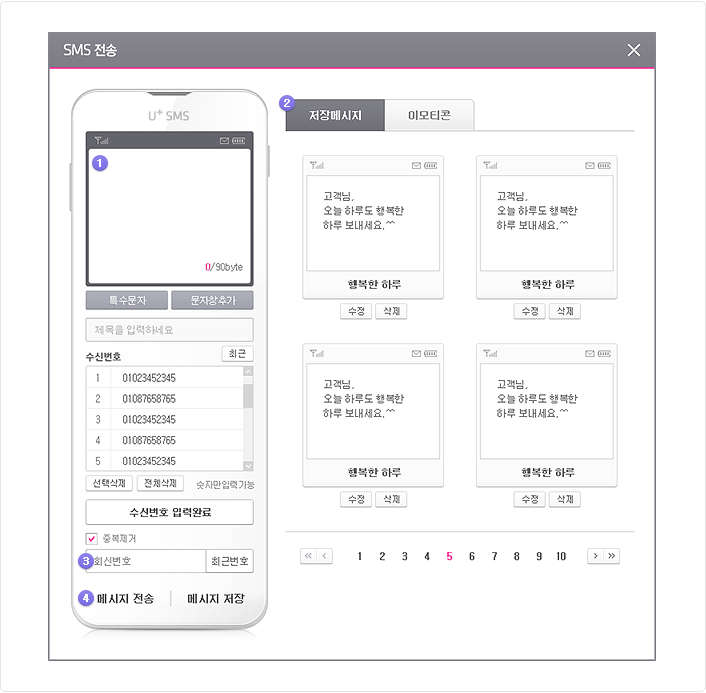 SMS 전송
U+ SMS
1
0/90byte
특수문자
문자창추가
제목을 입력하세요
수신번호
최근
1 01023452345
2 01087658765
3 01023452345
4 01087658765
5 01023452345
선택삭제
전체삭제
숫자만입력가능
수신번호 입력완료
중복제거
3
회신번호
최근번호
4
메시지 전송
메시지 저장
2
저장메시지
이모티콘
고객님,
오늘 하루도 행복한
하루 보내세요.^^
행복한 하루
수정
삭제
고객님,
오늘 하루도 행복한
하루 보내세요.^^
행복한 하루
수정
삭제
고객님,
오늘 하루도 행복한
하루 보내세요.^^
행복한 하루
수정
삭제
고객님,
오늘 하루도 행복한
하루 보내세요.^^
행복한 하루
수정
삭제
« ‹ 1 2 3 4 5 6 7 8 9 10 › »